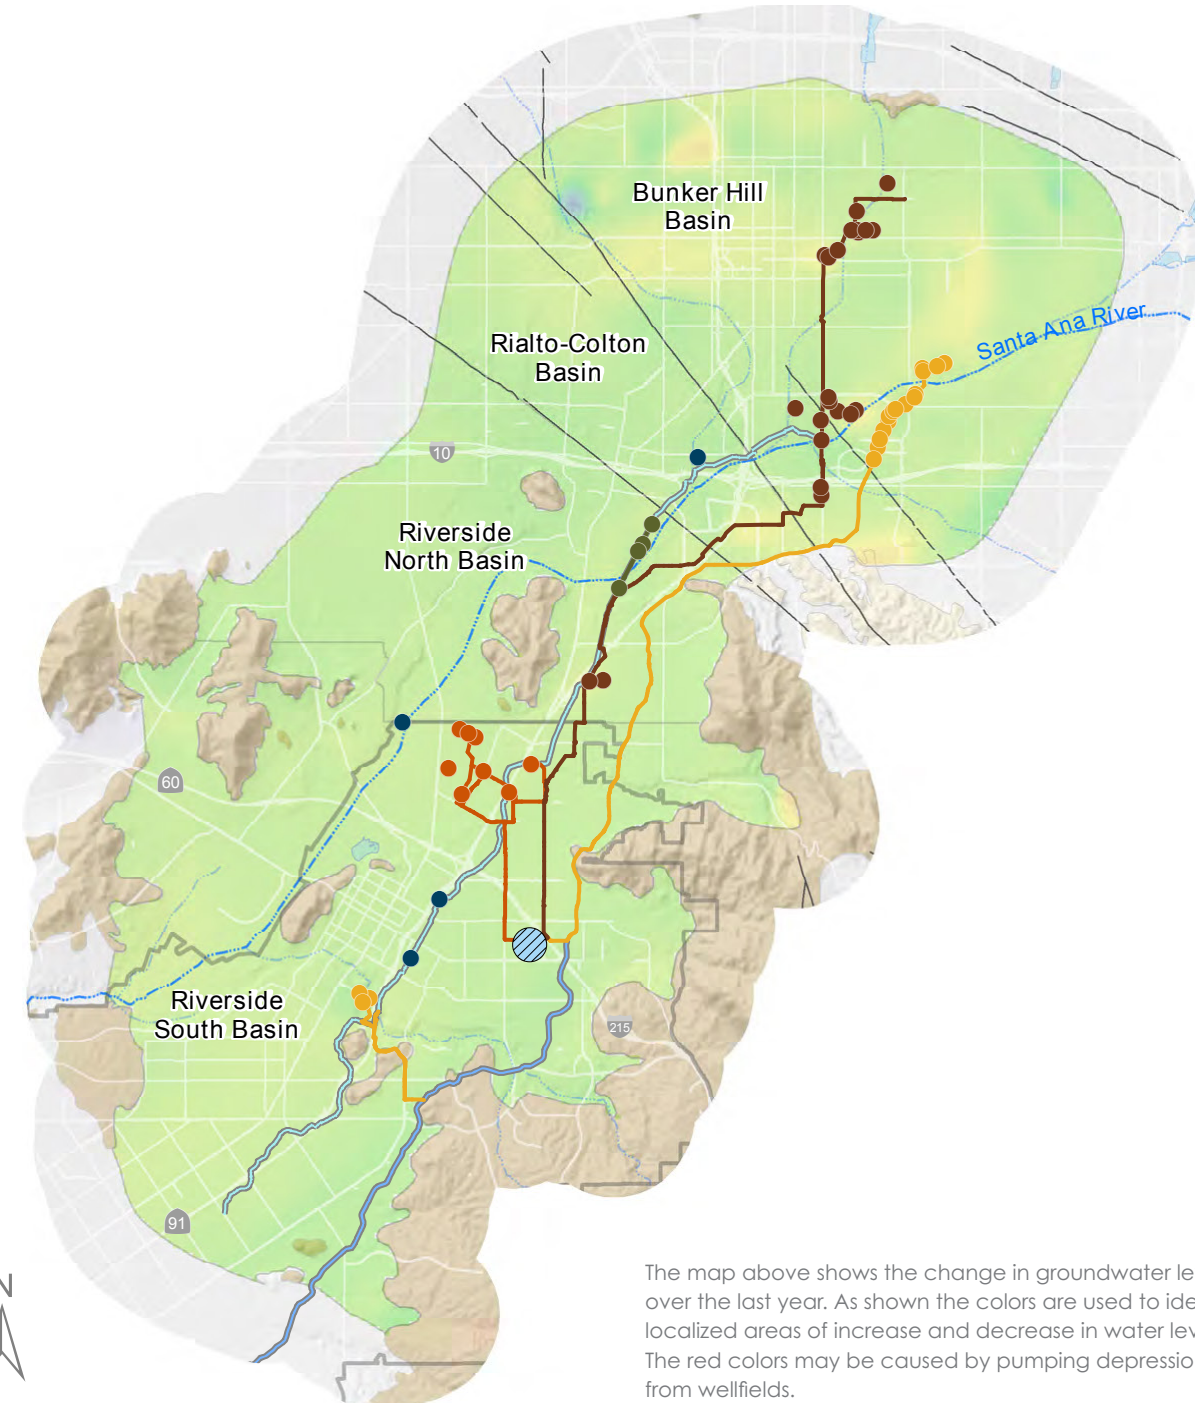 Bunker Hill
Basin
Santa Ana River
Rialto-Colton
Basin
10
Riverside
North Basin
60
Riverside
South Basin
215
91
N
The map above shows the change in groundwater le
over the last year. As shown the colors are used to ide
localized areas of increase and decrease in water lev
The red colors may be caused by pumping depressio
from wellfields.